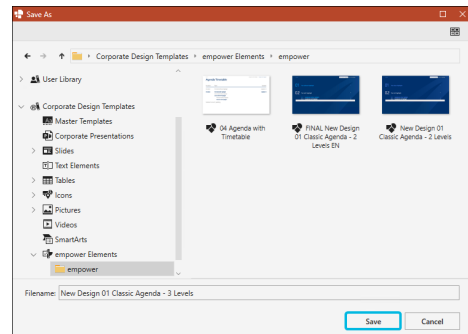 Save As
Corporate Design Templates
empower Elements
empower
User Library
Corporate Design Templates
Master Templates
Corporate Presentations
Slides
Text Elements
Tables
Icons
Pictures
Videos
SmartArts
empower Elements
empower
Agenda Template
04 Agenda with
Timetable
FINAL New Design
01 Classic Agenda - 2
Levels EN
New Design 01
Classic Agenda - 2 Levels
Filename: New Design 01 Classic Agenda - 3 Levels
Save
Cancel